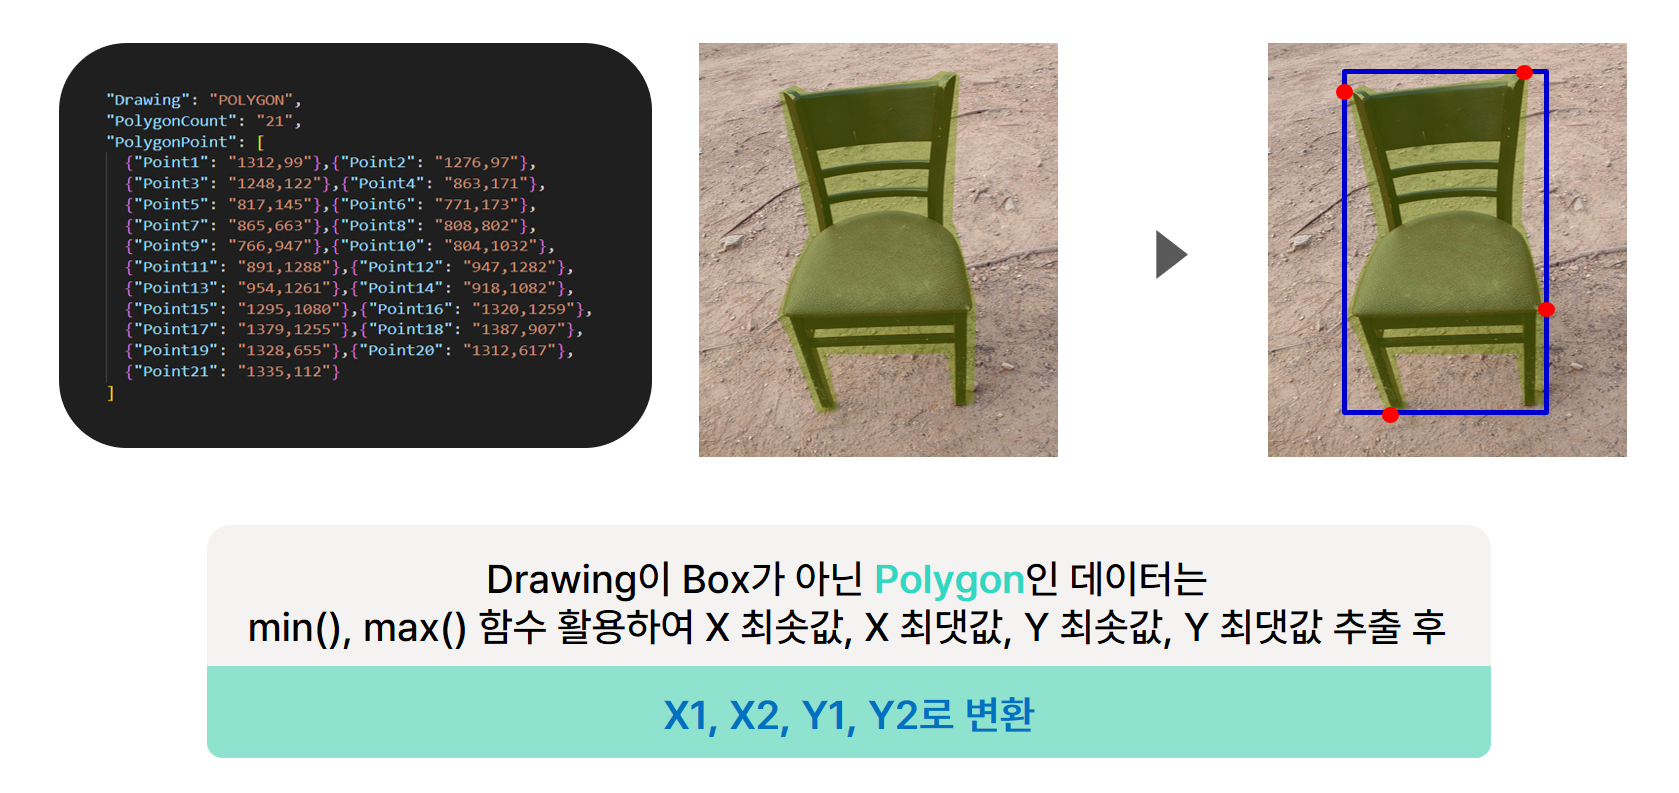 "Drawing": "POLYGON",
"PolygonCount": "21",
"PolygonPoint": [
{"Point1": "1312,99"},{"Point2": "1276,97"},
{"Point3": "1248,122"},{"Point4": "863,171"},
{"Point5": "817,145"},{"Point6": "771,173"},
{"Point7": "865,663"},{"Point8": "808,802"},
{"Point9": "766,947"},{"Point10": "804,1032"},
{"Point11": "891,1288"},{"Point12": "947,1282"},
{"Point13": "954,1261"},{"Point14": "918,1082"},
{"Point15": "1295,1080"},{"Point16": "1320,1259"},
{"Point17": "1379,1255"},{"Point18": "1387,907"},
{"Point19": "1328,655"},{"Point20": "1312,617"},
{"Point21": "1335,112"}
]
Drawing이 Box가 아닌 Polygon인 데이터는
min(), max() 함수 활용하여 X 최솟값, X 최댓값, Y 최솟값, Y 최댓값 추출 후
X1, X2, Y1, Y2로 변환